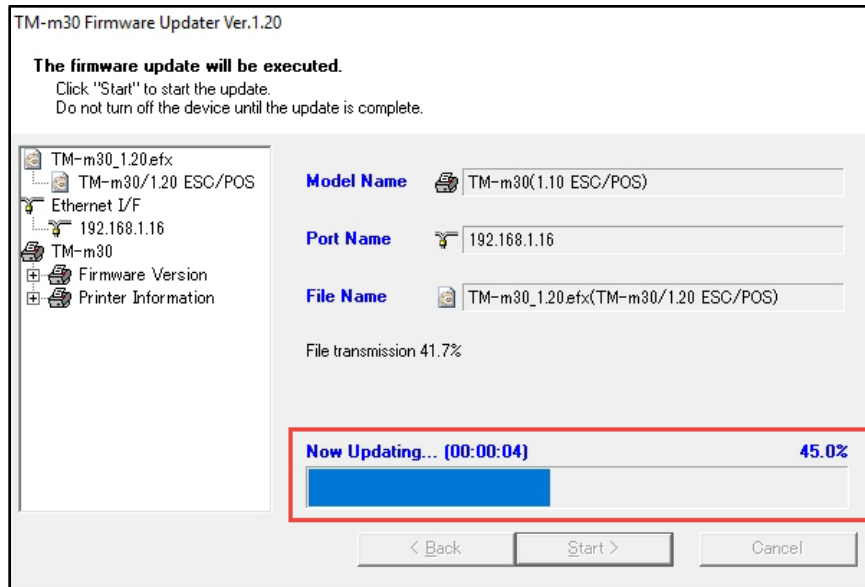 TM-m30 Firmware Updater Ver.1.20
The firmware update will be executed.
Click "Start" to start the update.
Do not turn off the device until the update is complete.
TM-m30_1.20.efx
TM-m30/1.20 ESC/POS
Ethernet I/F
192.168.1.16
TM-m30
Firmware Version
Printer Information
Model Name
TM-m30(1.10 ESC/POS)
Port Name
192.168.1.16
File Name
TM-m30_1.20.efx(TM-m30/1.20 ESC/POS)
File transmission 41.7%
Now Updating... (00:00:04) 45.0%
< Back
Start >
Cancel